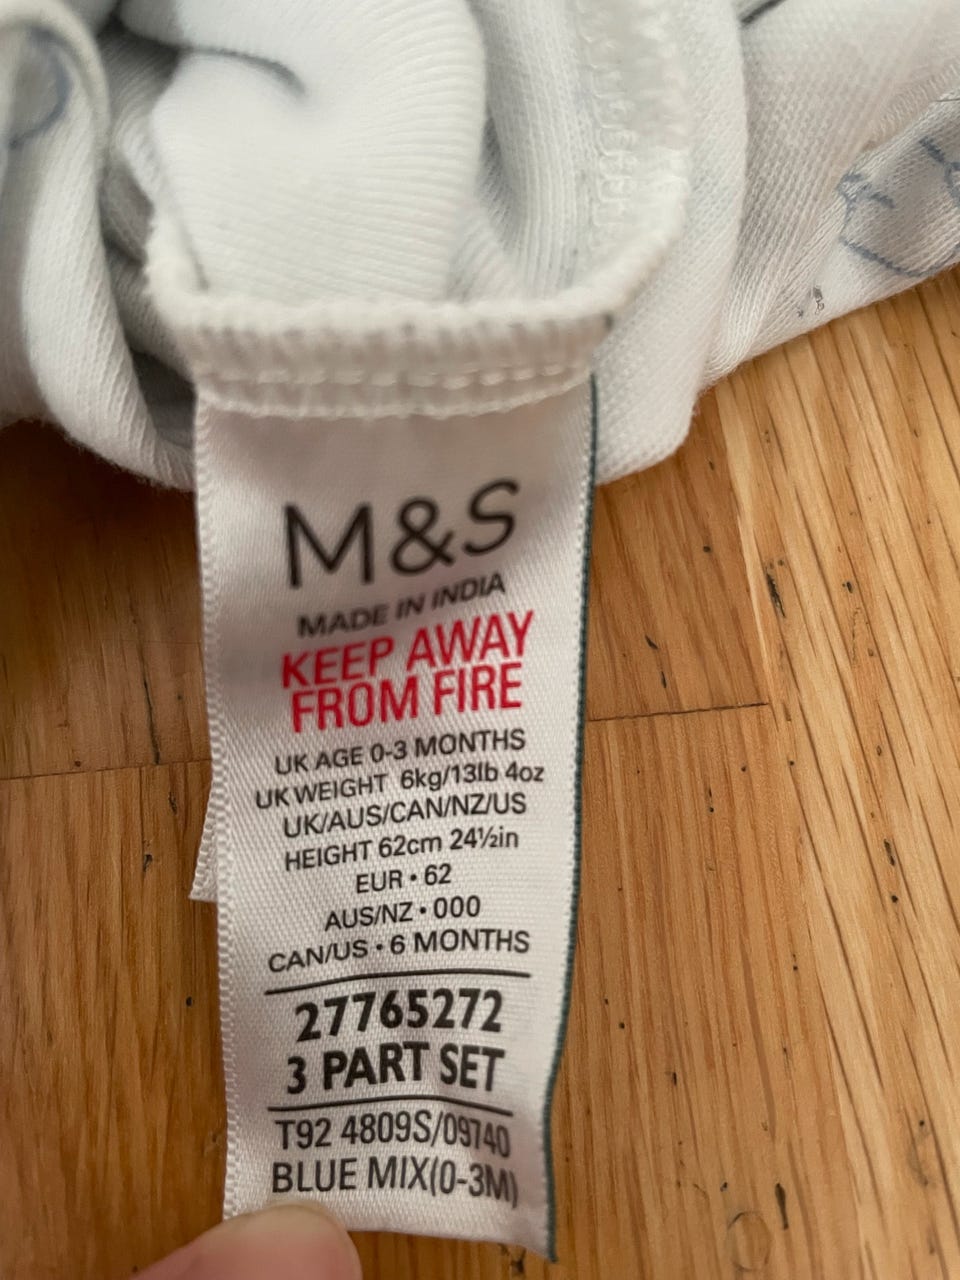 M&S
MADE IN INDIA
KEEP AWAY
FROM FIRE
UK AGE 0-3 MONTHS
UK WEIGHT 6kg/13lb 4oz
UK/AUS/CAN/NZ/US
HEIGHT 62cm 24½in
EUR • 62
AUS/NZ • 000
CAN/US • 6 MONTHS
27765272
3 PART SET
T92 4809S/09740
BLUE MIX(0-3M)